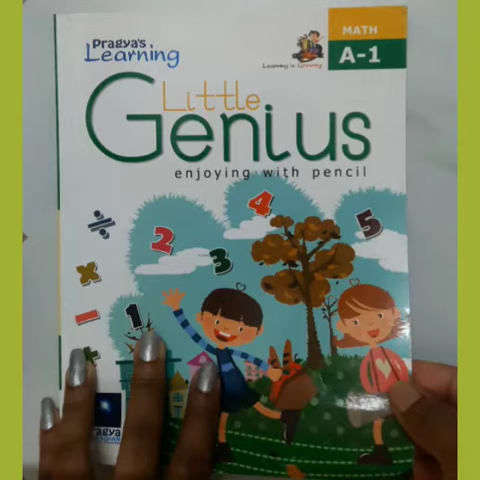 Pragya's
Learning
Learning is Growing
MATH
A-1
Little
Genius
enjoying with pencil
4
5
2
3
1